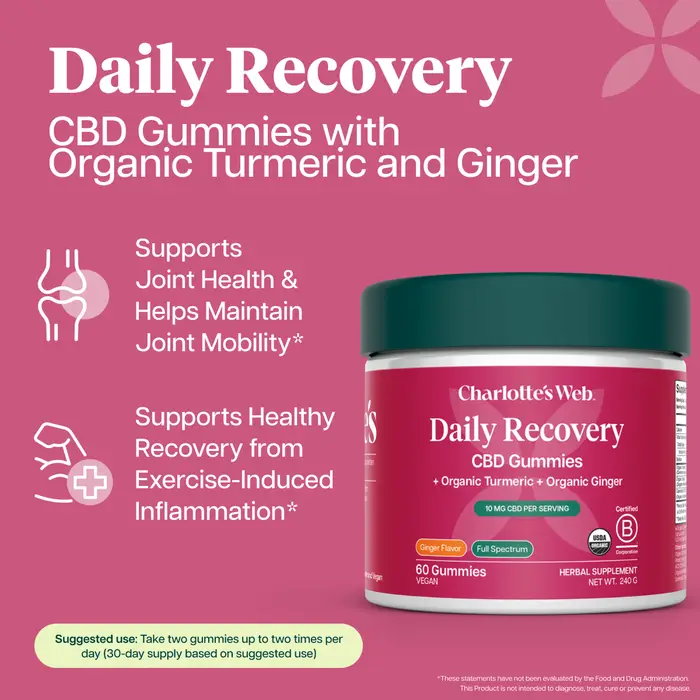 Daily Recovery
CBD Gummies with
Organic Turmeric and Ginger
Supports
Joint Health &
Helps Maintain
Joint Mobility*
Supports Healthy
Recovery from
Exercise-Induced
Inflammation*
Charlotte's Web
Daily Recovery
CBD Gummies
+ Organic Turmeric + Organic Ginger
10 MG CBD PER SERVING
Ginger Flavor
Full Spectrum
USDA
ORGANIC
Certified
B
Corporation
60 Gummies
VEGAN
HERBAL SUPPLEMENT
NET WT. 240 G
Suggested use: Take two gummies up to two times per
day (30-day supply based on suggested use)
*These statements have not been evaluated by the Food and Drug Administration.
This Product is not intended to diagnose, treat, cure or prevent any disease.